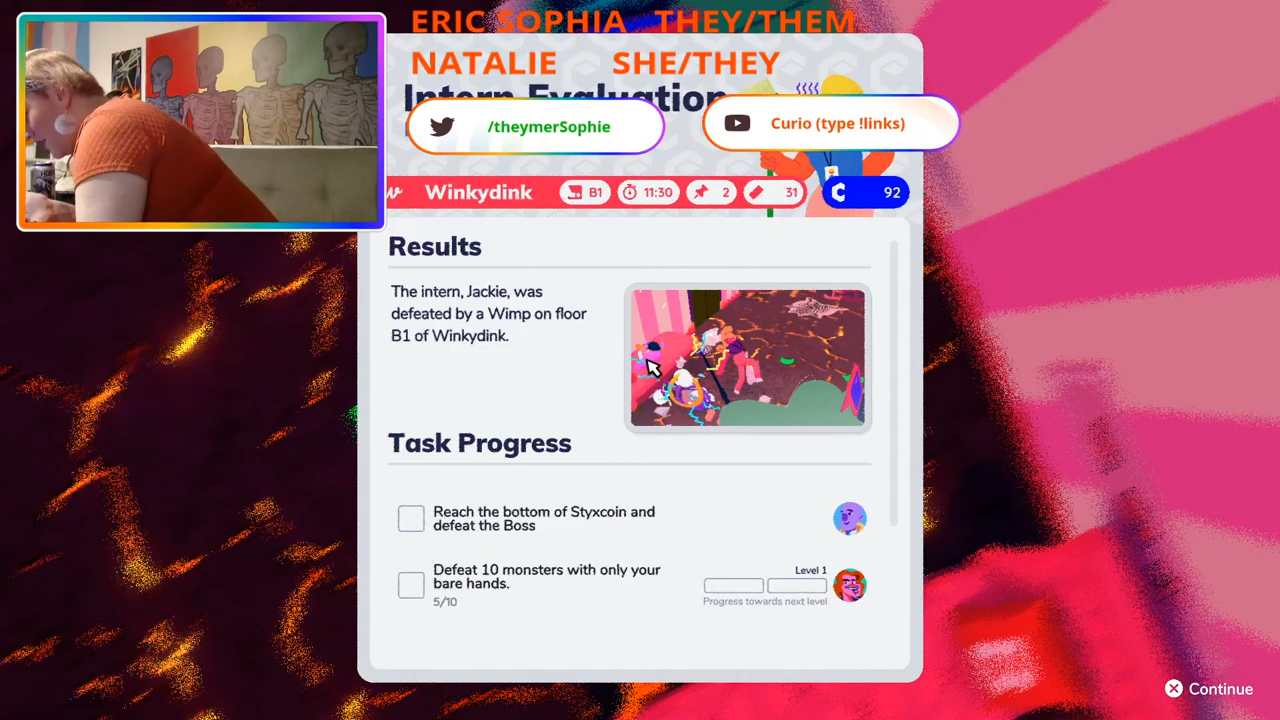 ERIC SOPHIA THEY/THEM
NATALIE SHE/THEY
Intern Evaluation
/theymerSophie
Curio (type !links)
Winkydink
B1
11:30
2
31
92
Results
The intern, Jackie, was
defeated by a Wimp on floor
B1 of Winkydink.
Task Progress
Reach the bottom of Styxcoin and
defeat the Boss
Defeat 10 monsters with only your
bare hands.
5/10
Level 1
Progress towards next level
Continue